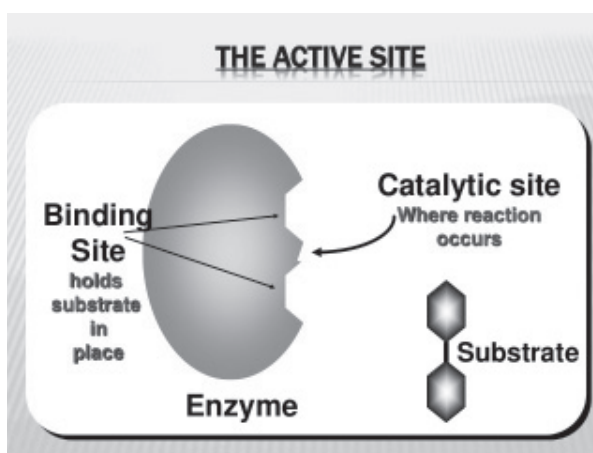 THE ACTIVE SITE
Binding
Site
holds
substrate
in
place
Catalytic site
Where reaction
occurs
Substrate
Enzyme